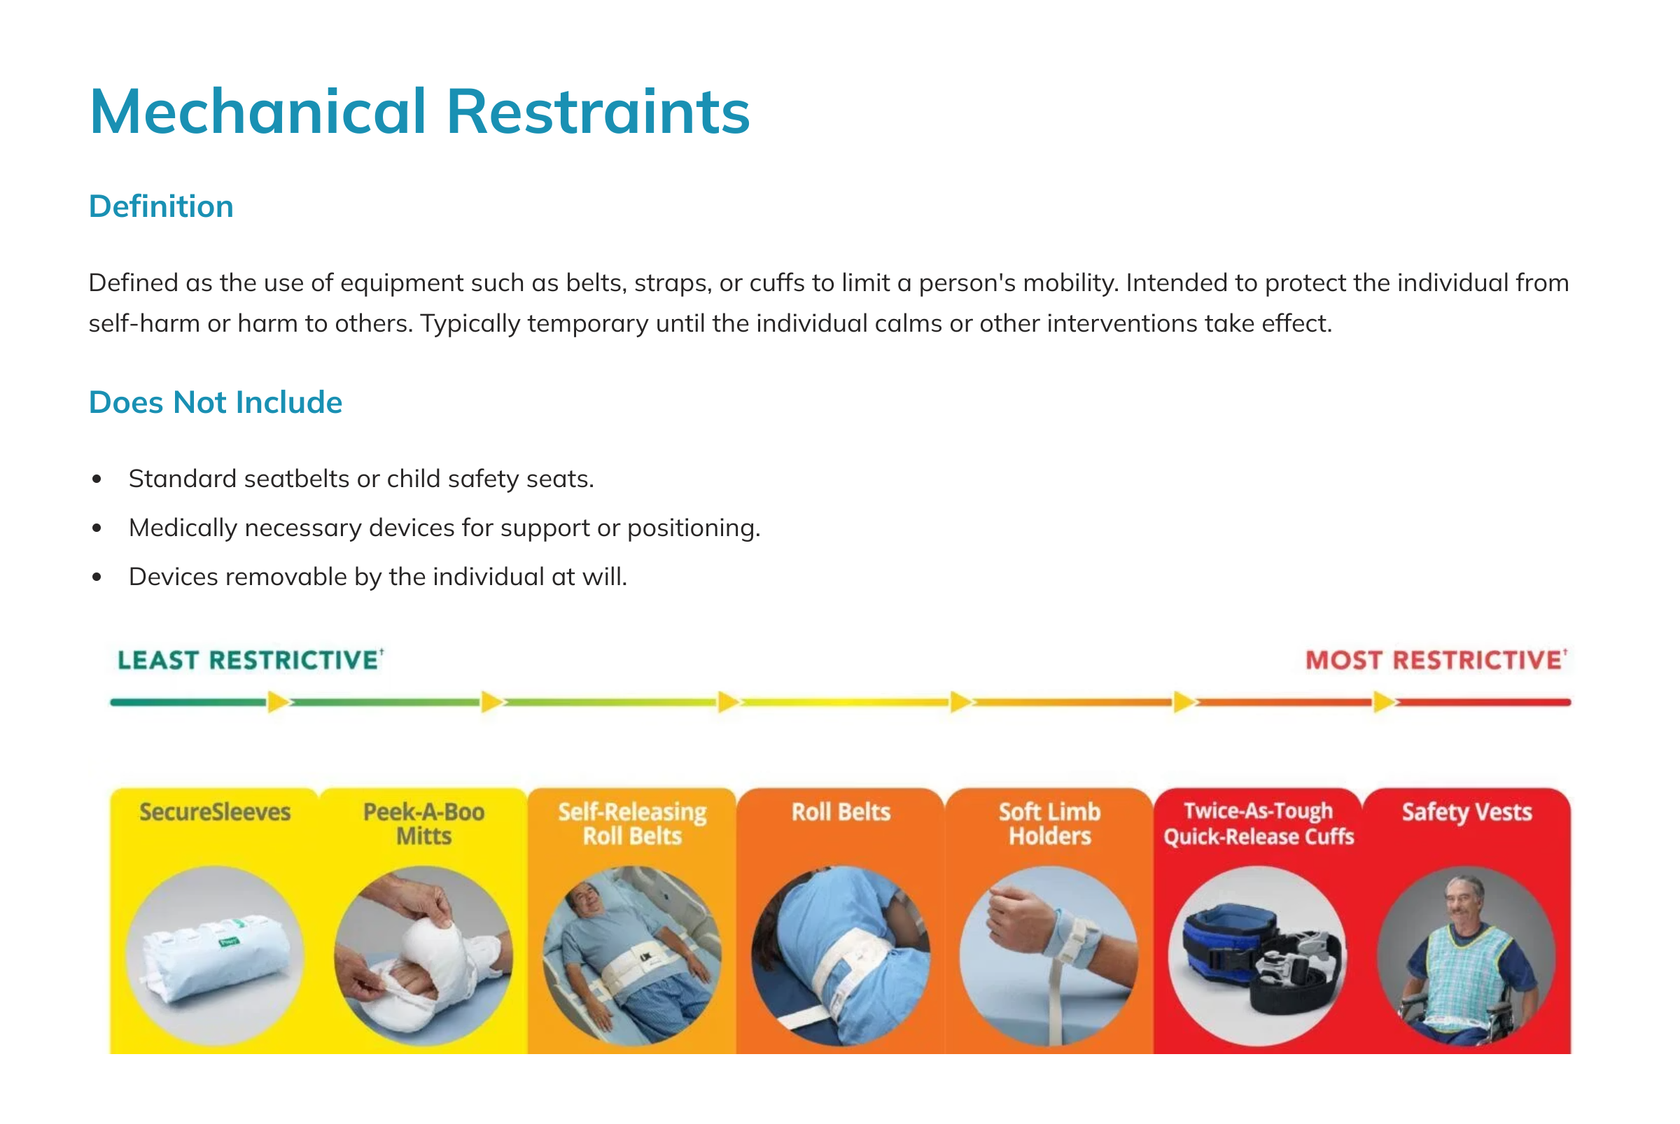 Mechanical Restraints
Definition
Defined as the use of equipment such as belts, straps, or cuffs to limit a person's mobility. Intended to protect the individual from
self-harm or harm to others. Typically temporary until the individual calms or other interventions take effect.
Does Not Include
• Standard seatbelts or child safety seats.
• Medically necessary devices for support or positioning.
• Devices removable by the individual at will.
LEAST RESTRICTIVE†
MOST RESTRICTIVE†
SecureSleeves
Peek-A-Boo
Mitts
Self-Releasing
Roll Belts
Roll Belts
Soft Limb
Holders
Twice-As-Tough
Quick-Release Cuffs
Safety Vests